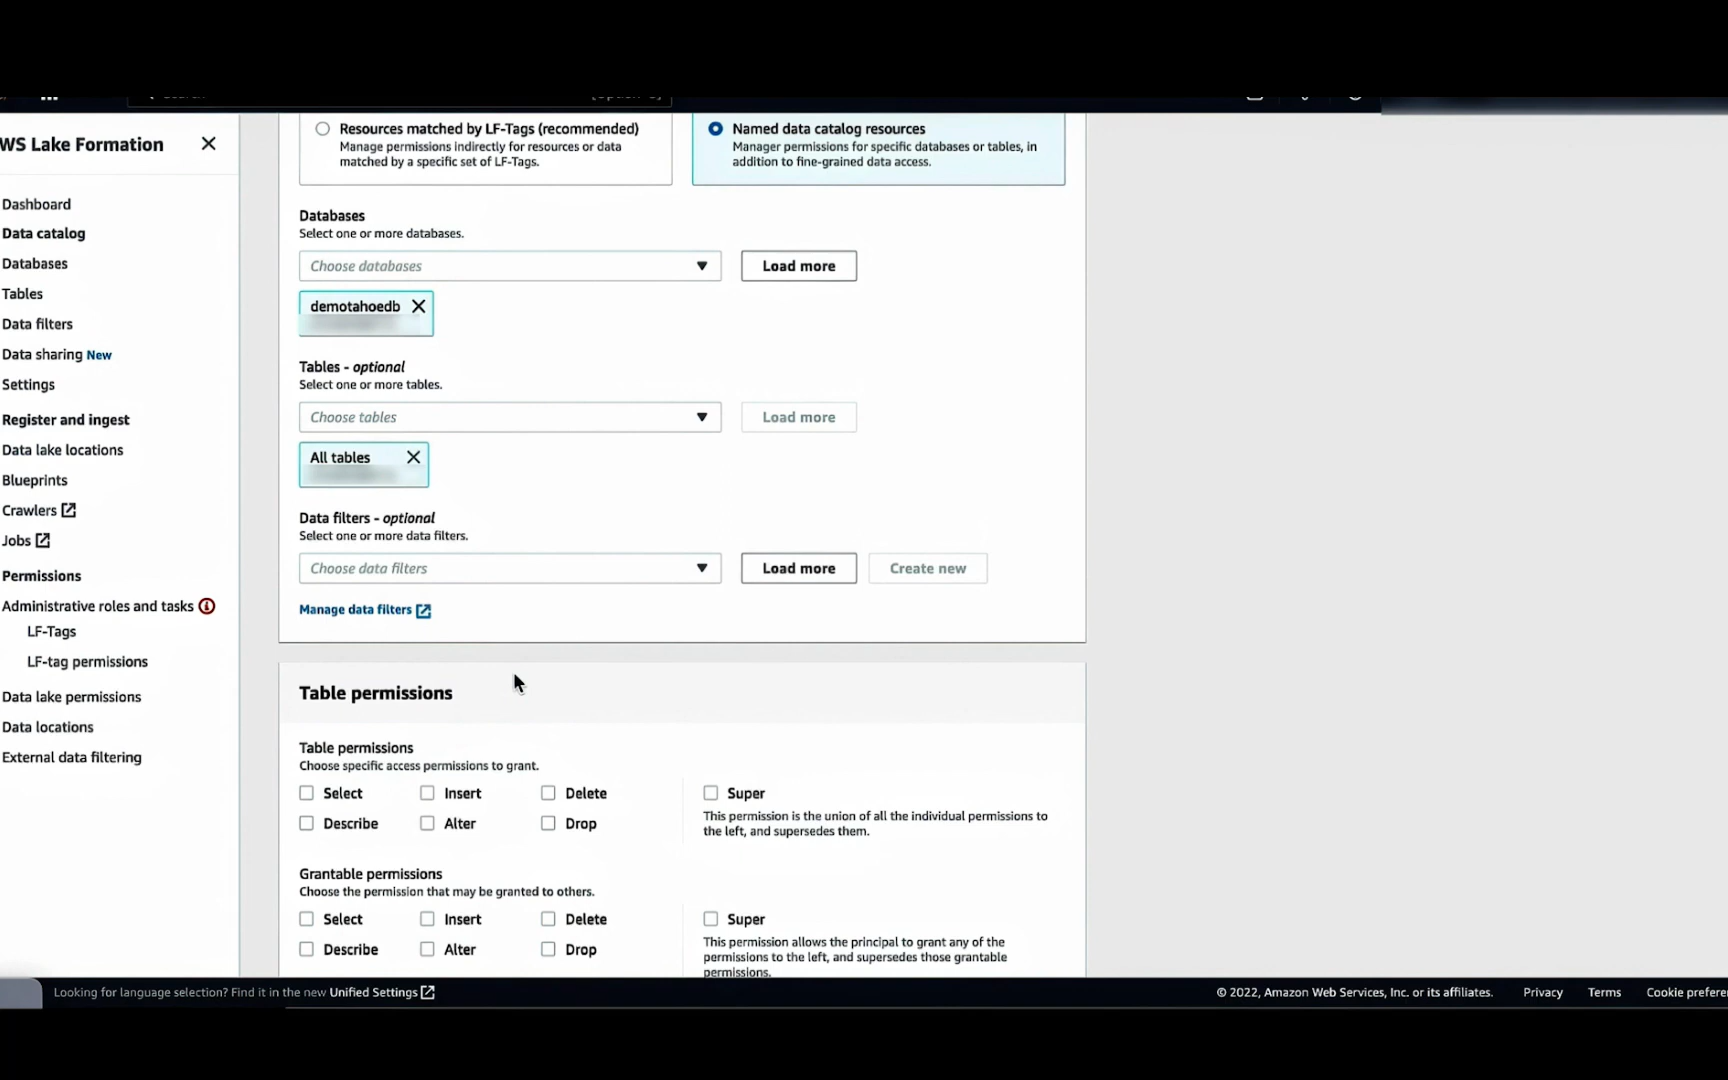 WS Lake Formation
Dashboard
Data catalog
Databases
Tables
Data filters
Data sharing New
Settings
Register and ingest
Data lake locations
Blueprints
Crawlers
Jobs
Permissions
Administrative roles and tasks
LF-Tags
LF-tag permissions
Data lake permissions
Data locations
External data filtering
Resources matched by LF-Tags (recommended)
Manage permissions indirectly for resources or data
matched by a specific set of LF-Tags.
Named data catalog resources
Manager permissions for specific databases or tables, in
addition to fine-grained data access.
Databases
Select one or more databases.
Choose databases
Load more
demotahoedb
Tables - optional
Select one or more tables.
Choose tables
Load more
All tables
Data filters - optional
Select one or more data filters.
Choose data filters
Load more
Create new
Manage data filters
Table permissions
Table permissions
Choose specific access permissions to grant.
Select Insert Delete
Describe Alter Drop
Super
This permission is the union of all the individual permissions to
the left, and supersedes them.
Grantable permissions
Choose the permission that may be granted to others.
Select Insert Delete
Describe Alter Drop
Super
This permission allows the principal to grant any of the
permissions to the left, and supersedes those grantable
permissions.
Looking for language selection? Find it in the new Unified Settings
© 2022, Amazon Web Services, Inc. or its affiliates. Privacy Terms Cookie prefere